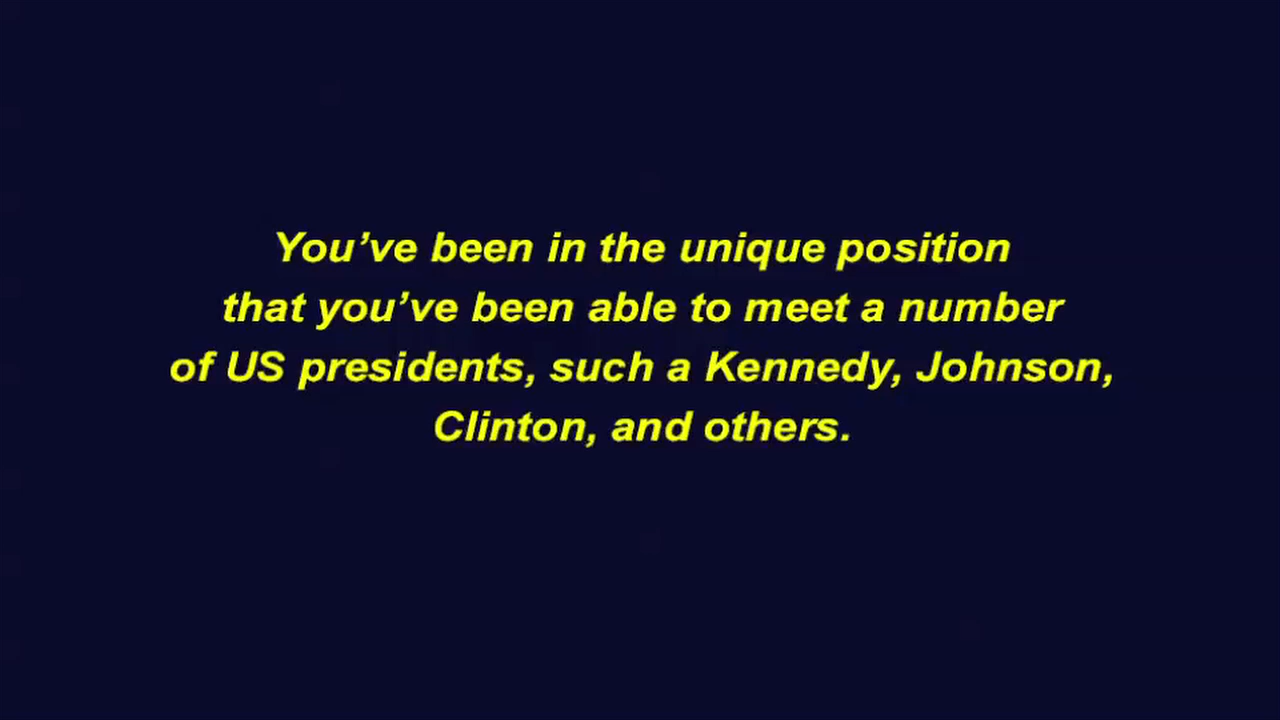 You’ve been in the unique position
that you’ve been able to meet a number
of US presidents, such a Kennedy, Johnson,
Clinton, and others.